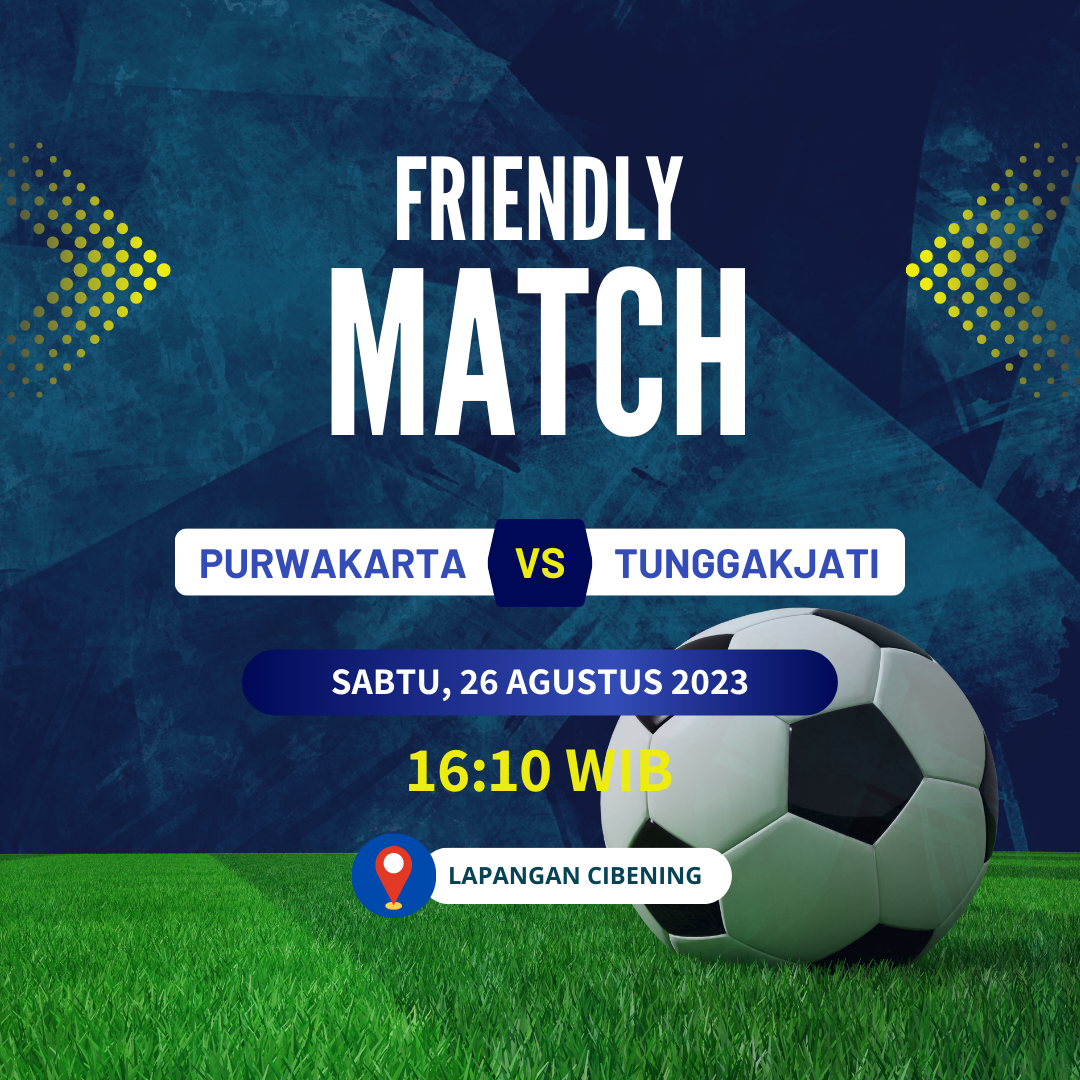 FRIENDLY
MATCH
PURWAKARTA VS TUNGGAKJATI
SABTU, 26 AGUSTUS 2023
16:10 WIB
LAPANGAN CIBENING